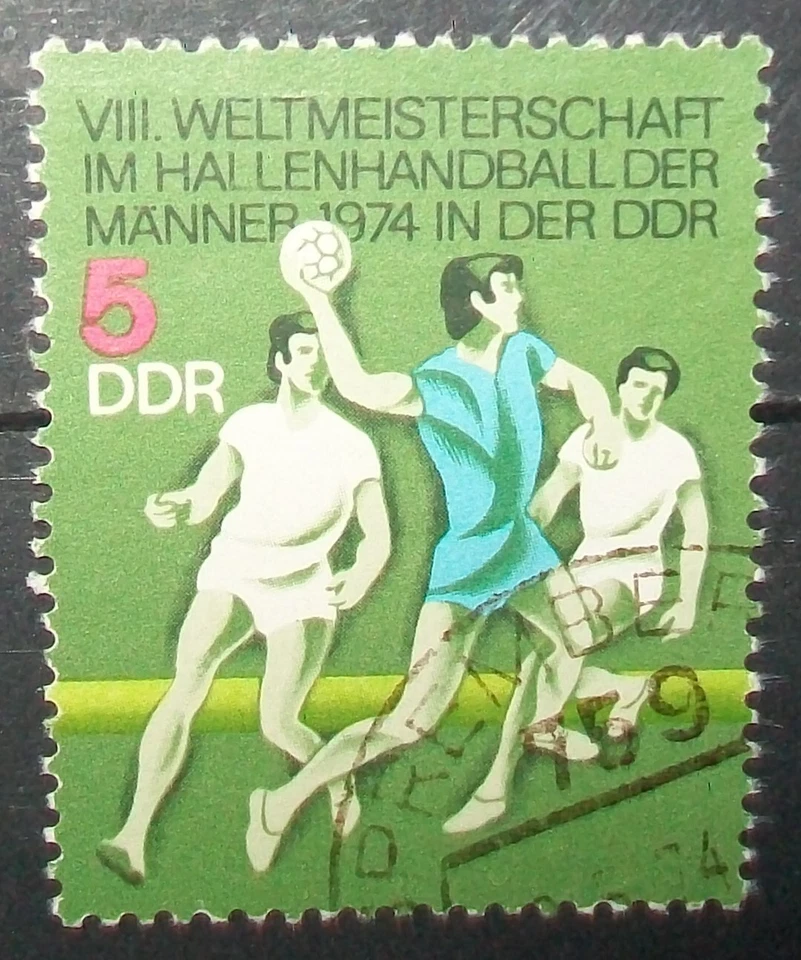 VIII. WELTMEISTERSCHAFT
IM HALLENHANDBALL DER
MÄNNER 1974 IN DER DDR
5
DDR